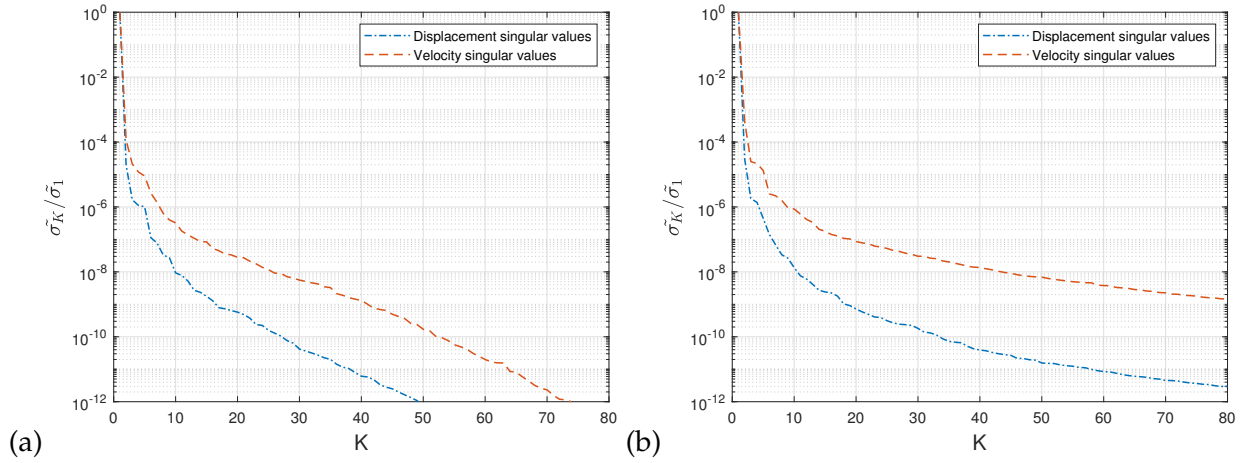 10^0
10^-2
10^-4
10^-6
10^-8
10^-10
10^-12
σ̃_K/σ̃_1
0 10 20 30 40 50 60 70 80
K
Displacement singular values
Velocity singular values
(a)
10^0
10^-2
10^-4
10^-6
10^-8
10^-10
10^-12
σ̃_K/σ̃_1
0 10 20 30 40 50 60 70 80
K
Displacement singular values
Velocity singular values
(b)